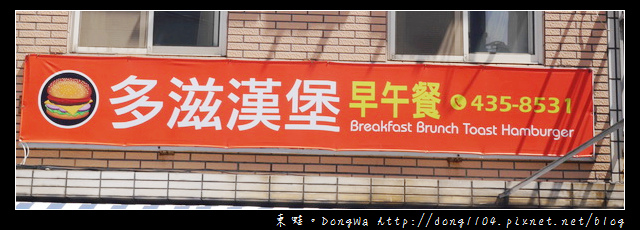 多滋漢堡 早午餐 435-8531
Breakfast Brunch Toast Hamburger
東畦。DongWa http://dong1104.pixnet.net/blog